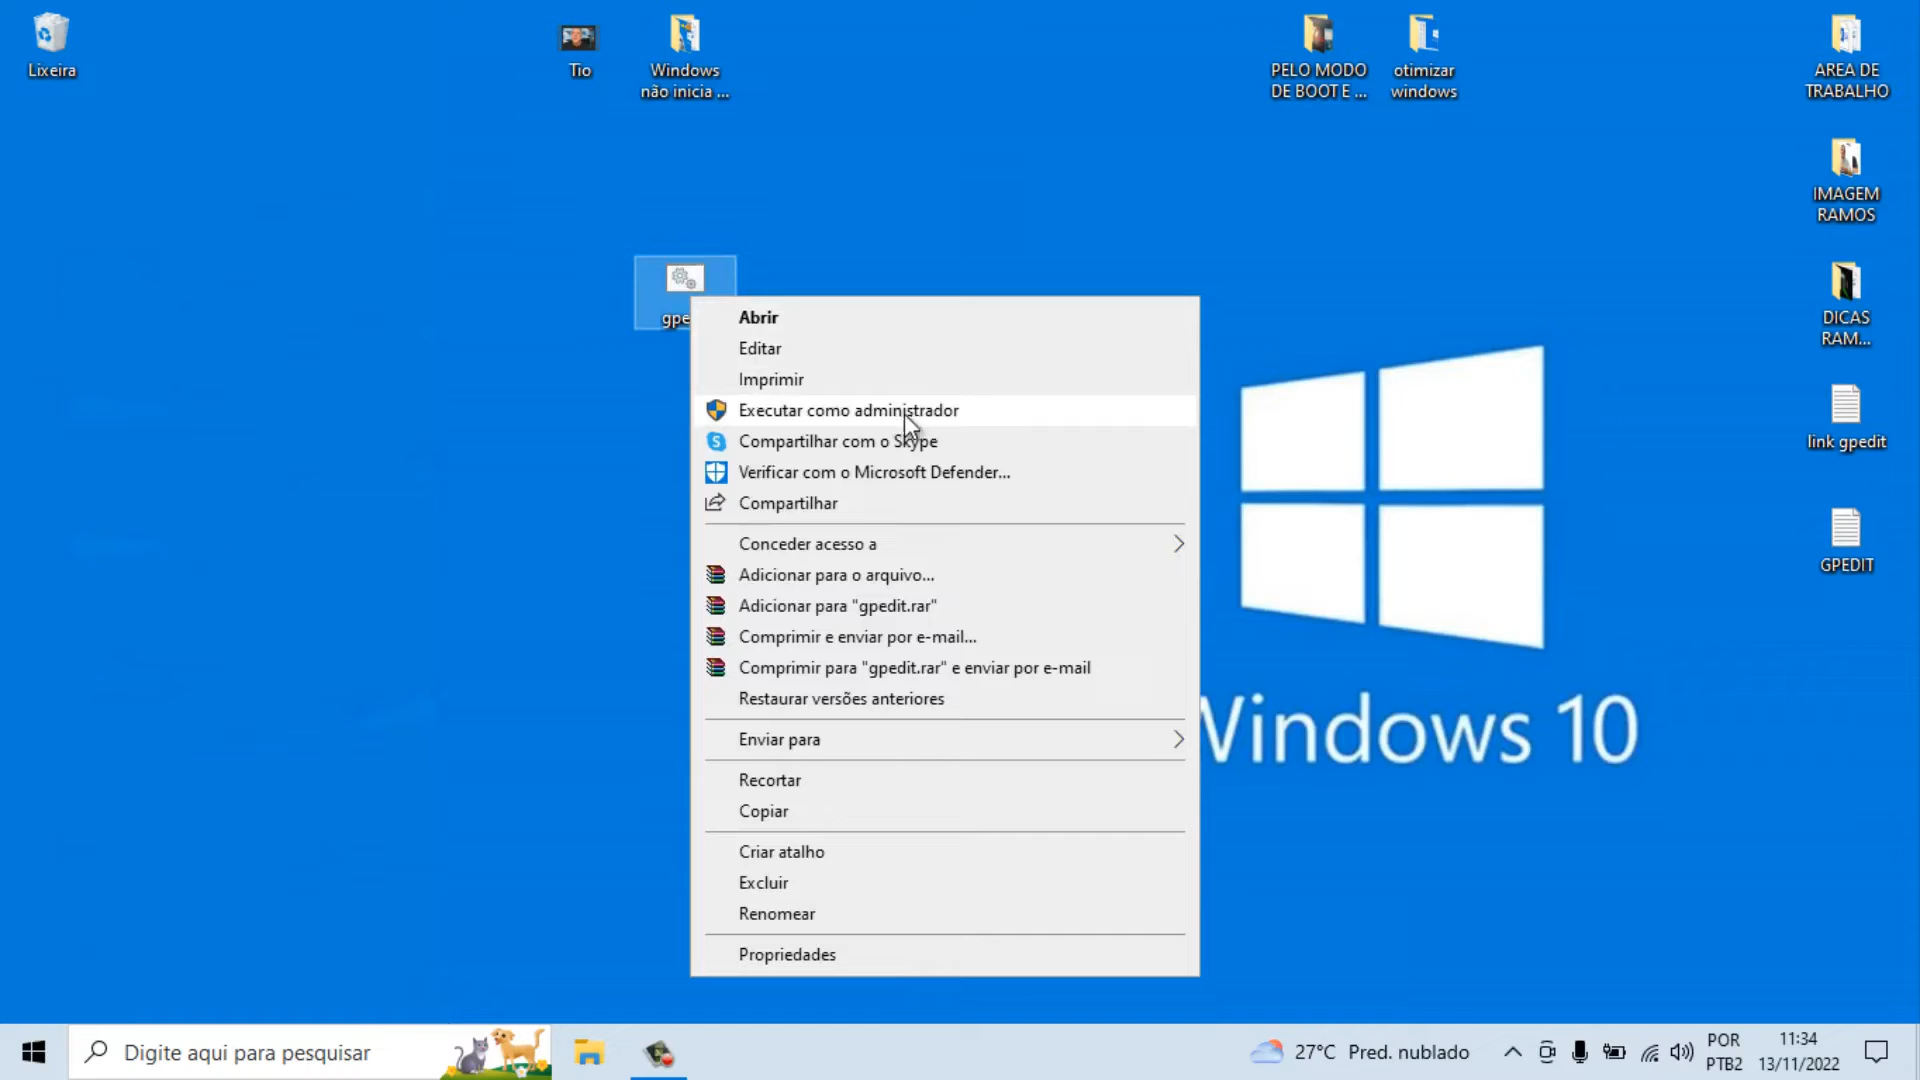 Lixeira
Tio
Windows
não inicia ...
PELO MODO
DE BOOT E ...
otimizar
windows
AREA DE
TRABALHO
IMAGEM
RAMOS
DICAS
RAM...
link gpedit
GPEDIT
gpe
Abrir
Editar
Imprimir
Executar como administrador
Compartilhar com o Skype
Verificar com o Microsoft Defender...
Compartilhar
Conceder acesso a
Adicionar para o arquivo...
Adicionar para "gpedit.rar"
Comprimir e enviar por e-mail...
Comprimir para "gpedit.rar" e enviar por e-mail
Restaurar versões anteriores
Enviar para
Recortar
Copiar
Criar atalho
Excluir
Renomear
Propriedades
Windows 10
Digite aqui para pesquisar
27°C Pred. nublado
POR
PTB2
11:34
13/11/2022